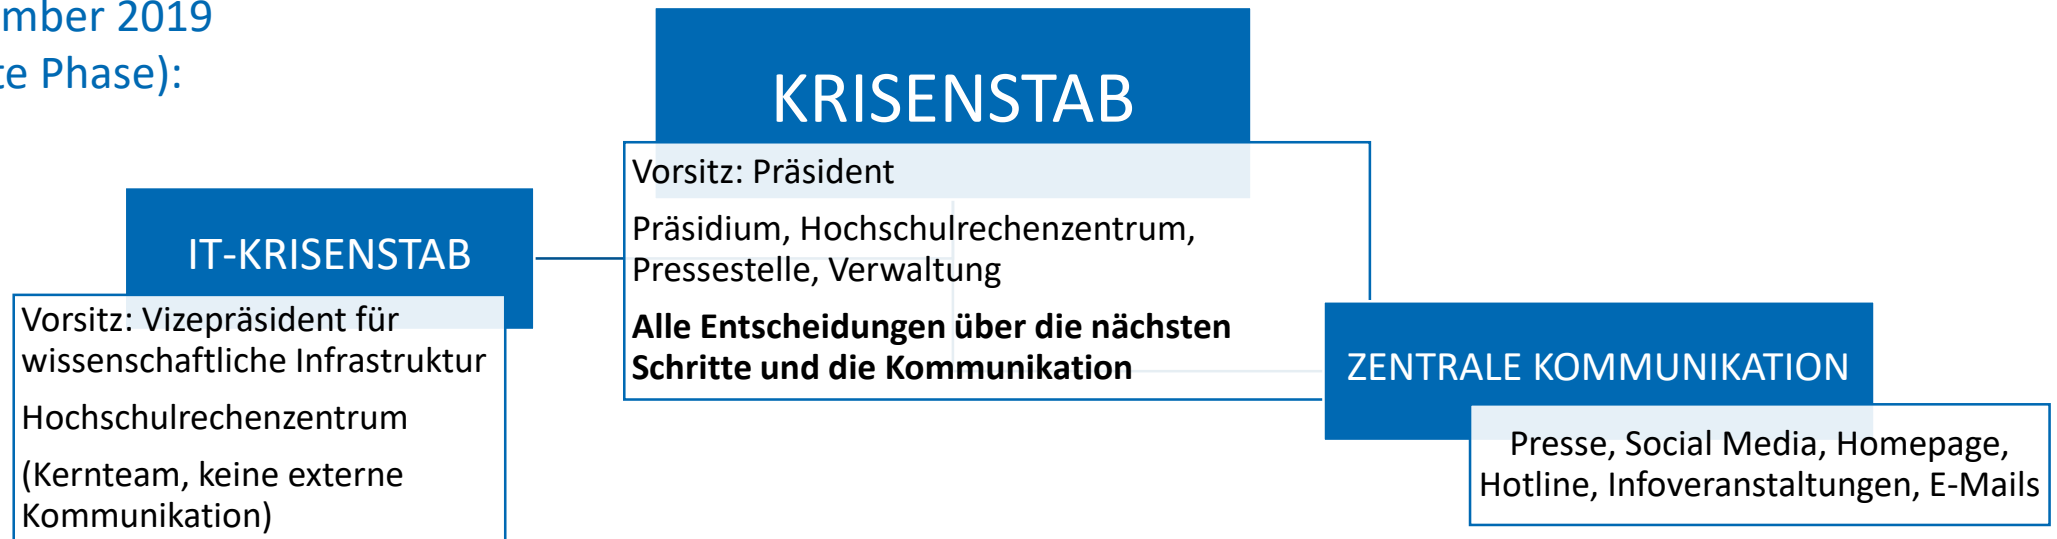 mber 2019
te Phase):
KRISENSTAB
Vorsitz: Präsident
Präsidium, Hochschulrechenzentrum,
Pressestelle, Verwaltung
Alle Entscheidungen über die nächsten
Schritte und die Kommunikation
IT-KRISENSTAB
Vorsitz: Vizepräsident für
wissenschaftliche Infrastruktur
Hochschulrechenzentrum
(Kernteam, keine externe
Kommunikation)
ZENTRALE KOMMUNIKATION
Presse, Social Media, Homepage,
Hotline, Infoveranstaltungen, E-Mails